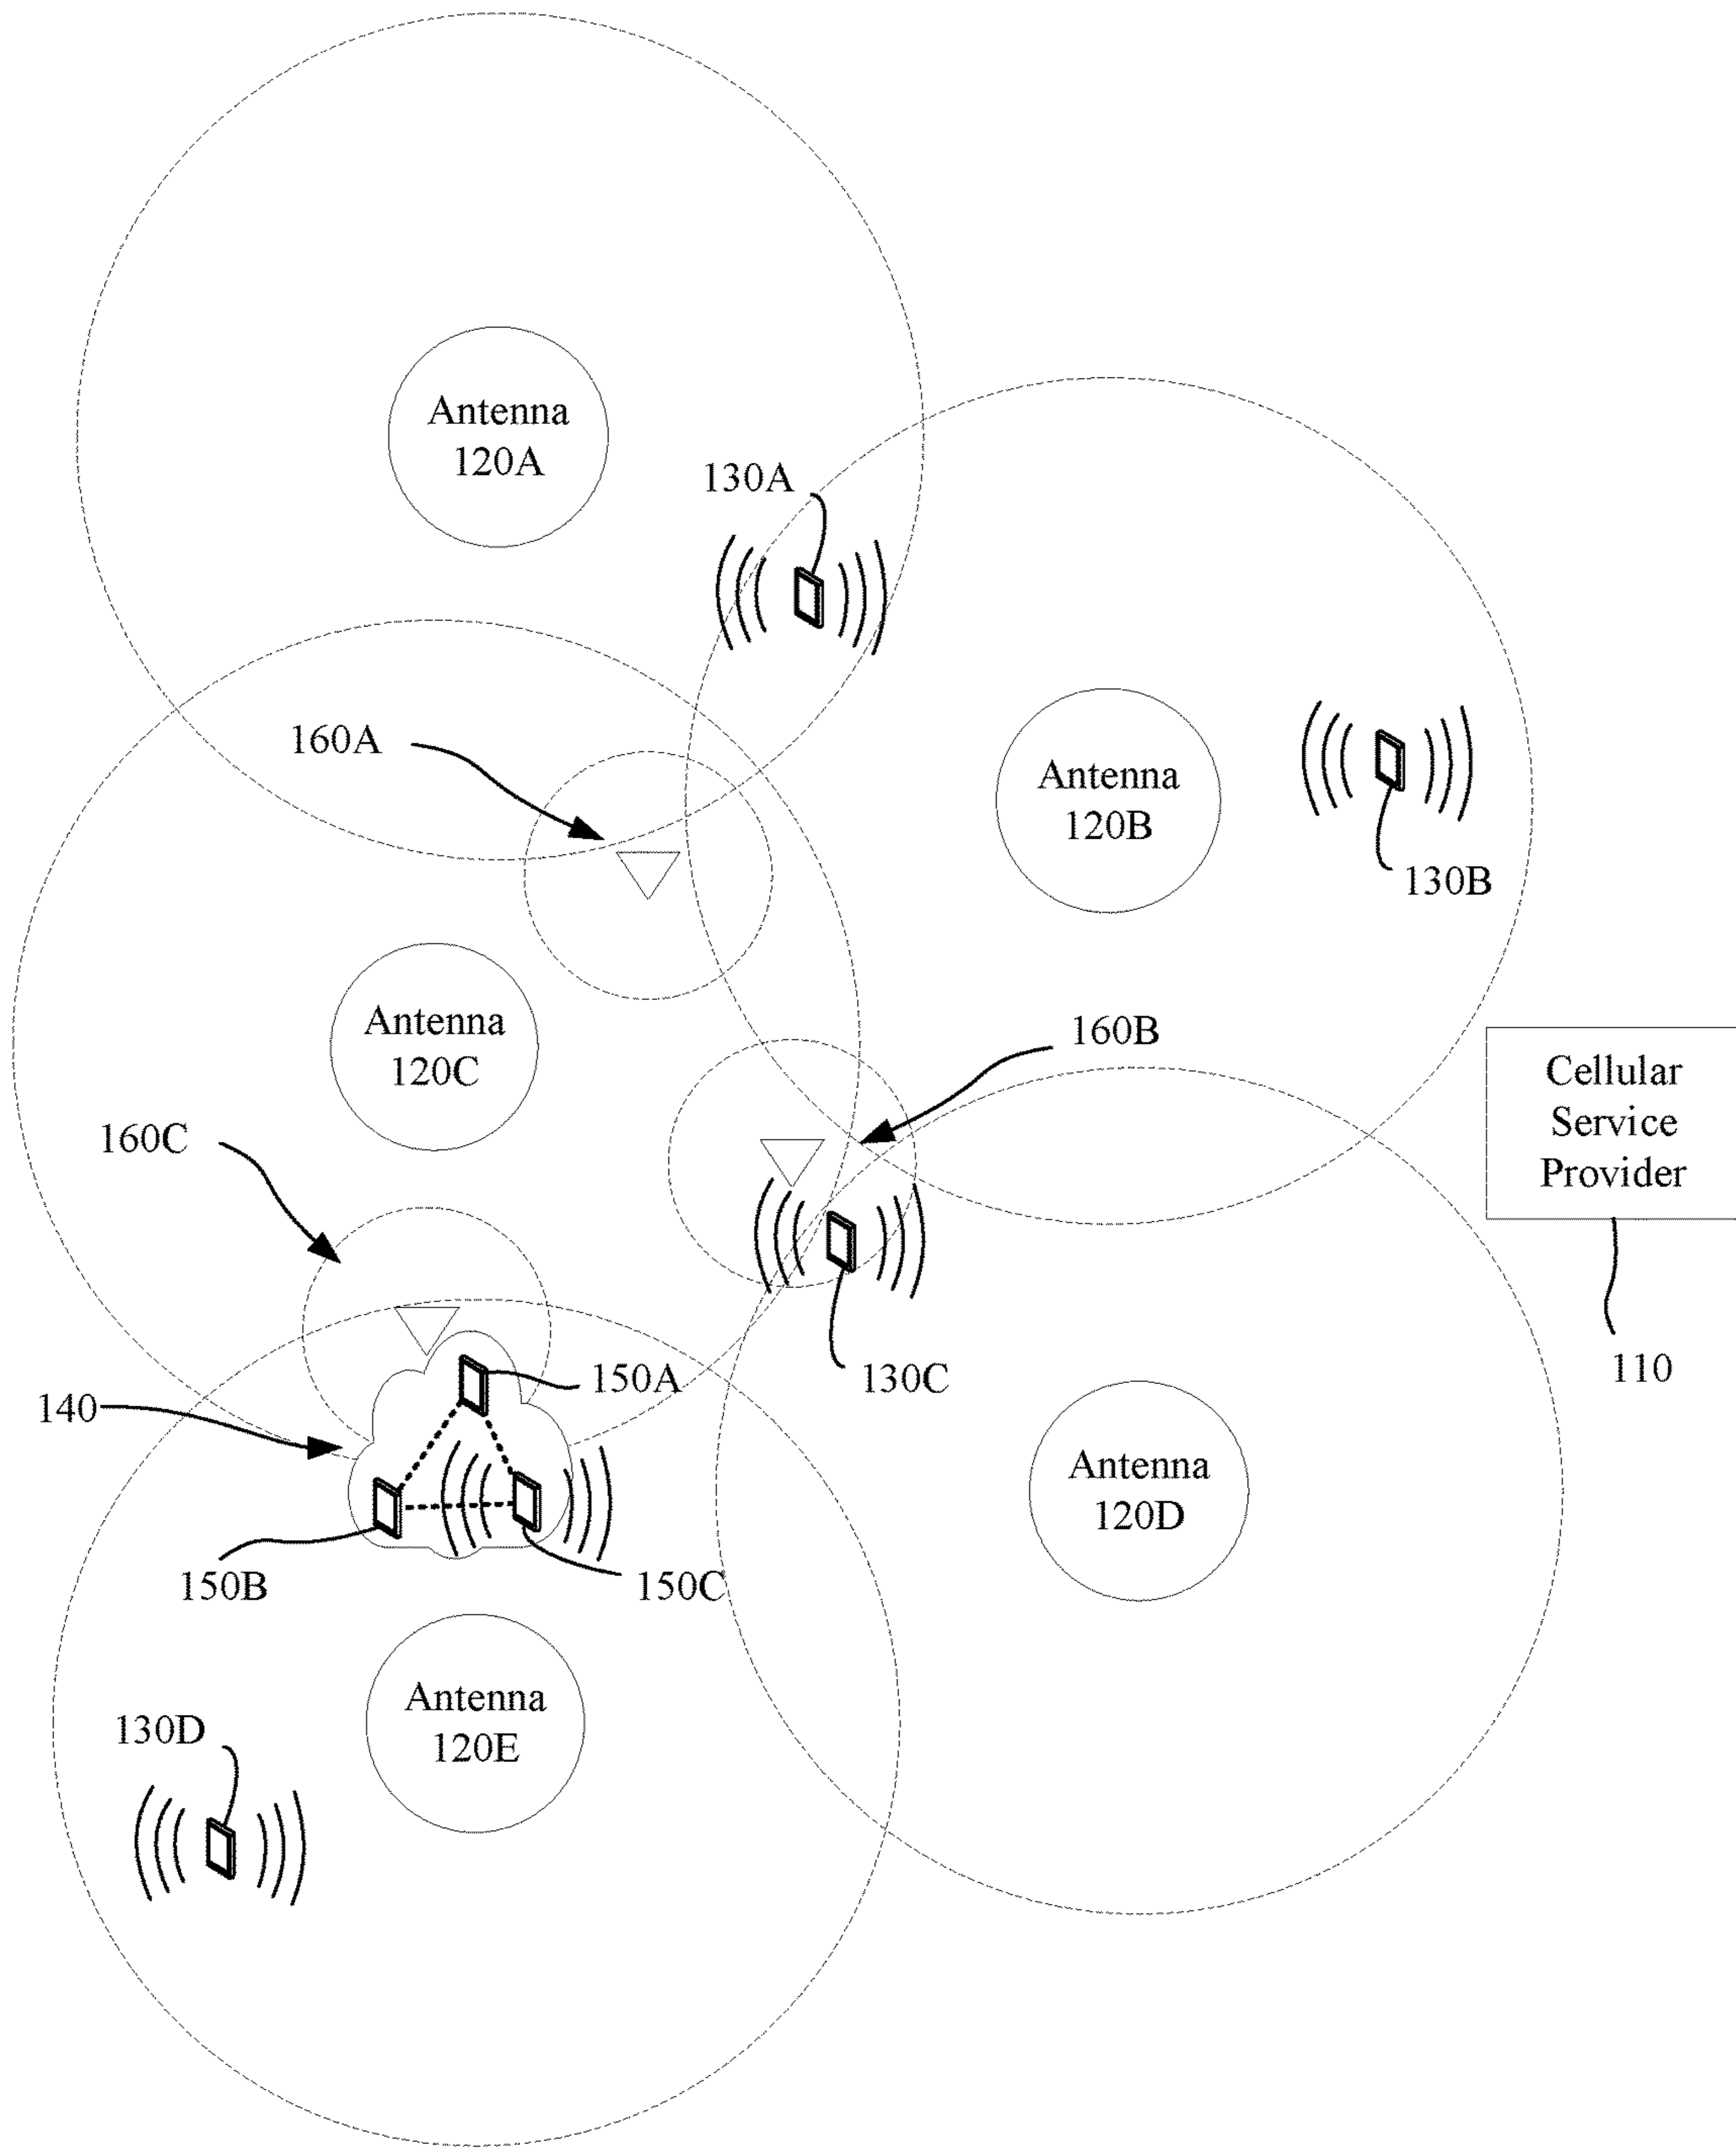 Antenna
120A
130A
160A
Antenna
120B
130B
Antenna
120C
160B
Cellular
Service
Provider
160C
110
130C
150A
140
Antenna
120D
150B
150C
Antenna
120E
130D